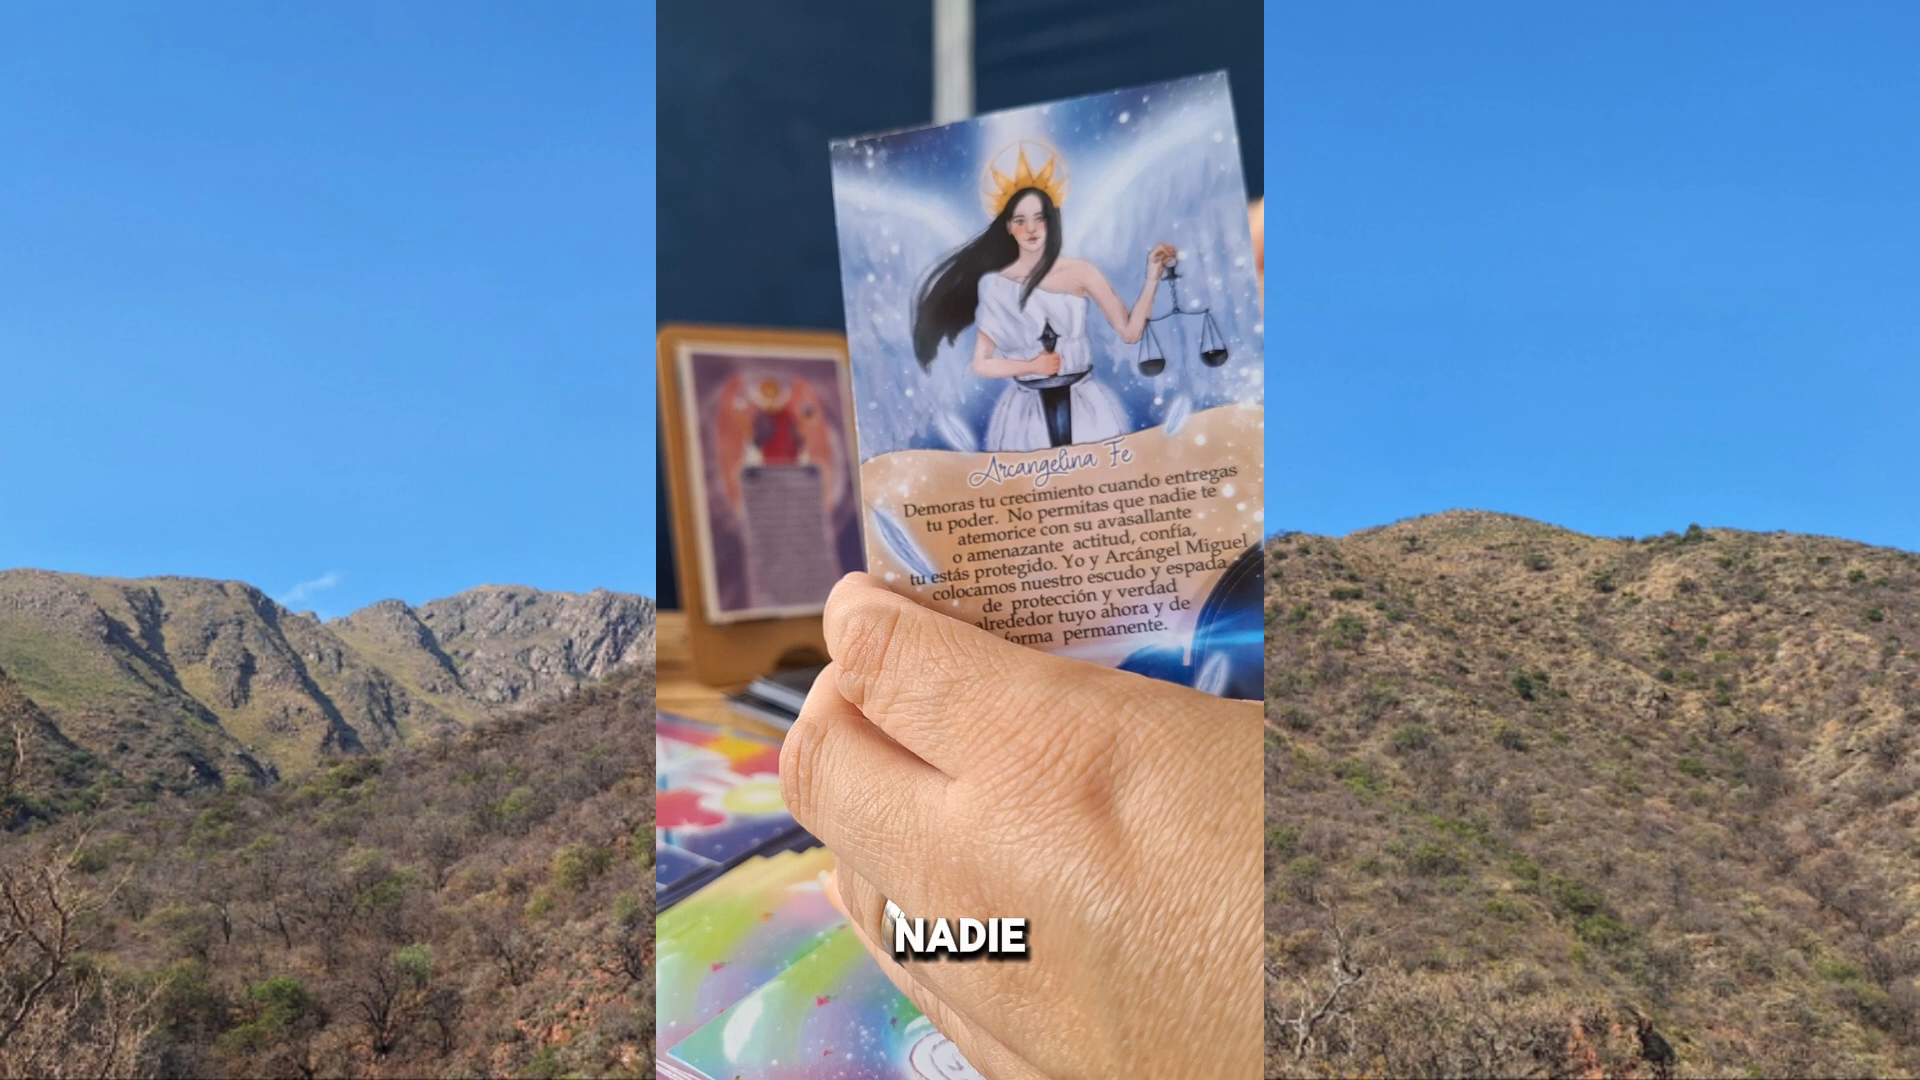 Arcangelina Fe
Demoras tu crecimiento cuando entregas
tu poder. No permitas que nadie te
atemorice con su avasallante
o amenazante actitud, confía,
tu estás protegido. Yo y Arcángel Miguel
colocamos nuestro escudo y espada
de protección y verdad
alrededor tuyo ahora y de
forma permanente.
NADIE